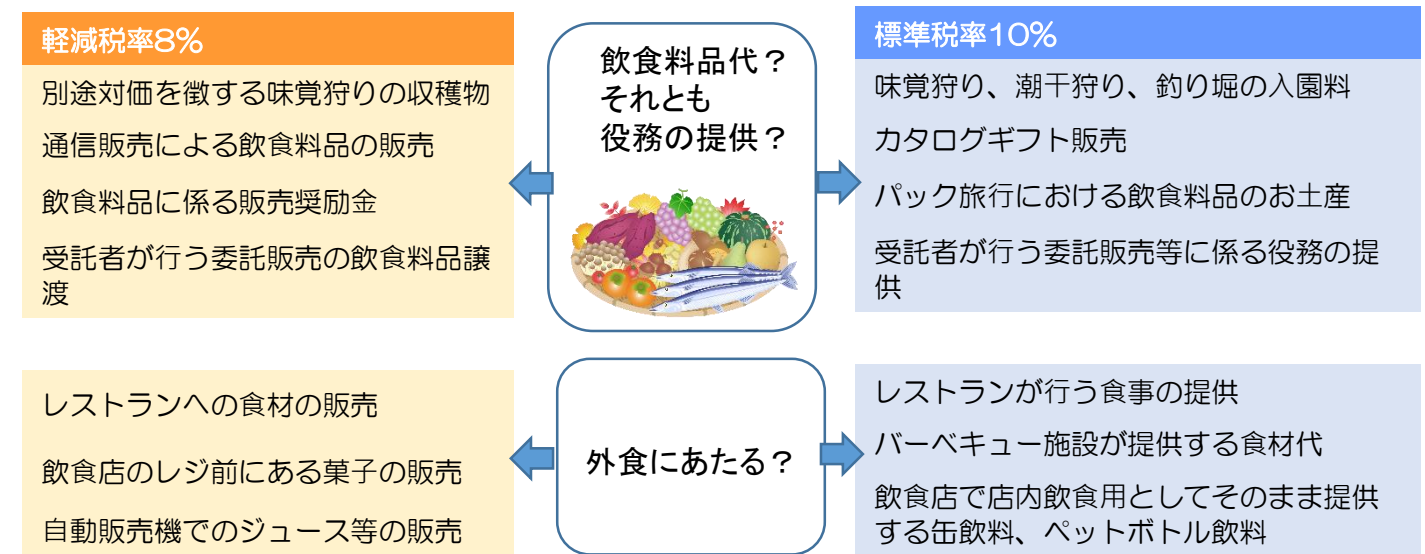 軽減税率8%
別途対価を徴する味覚狩りの収穫物
通信販売による飲食料品の販売
飲食料品に係る販売奨励金
受託者が行う委託販売の飲食料品譲
渡
飲食料品代？
それとも
役務の提供？
標準税率10%
味覚狩り、潮干狩り、釣り堀の入園料
カタログギフト販売
パック旅行における飲食料品のお土産
受託者が行う委託販売等に係る役務の提
供
レストランへの食材の販売
飲食店のレジ前にある菓子の販売
自動販売機でのジュース等の販売
外食にあたる？
レストランが行う食事の提供
バーベキュー施設が提供する食材代
飲食店で店内飲食用としてそのまま提供
する缶飲料、ペットボトル飲料